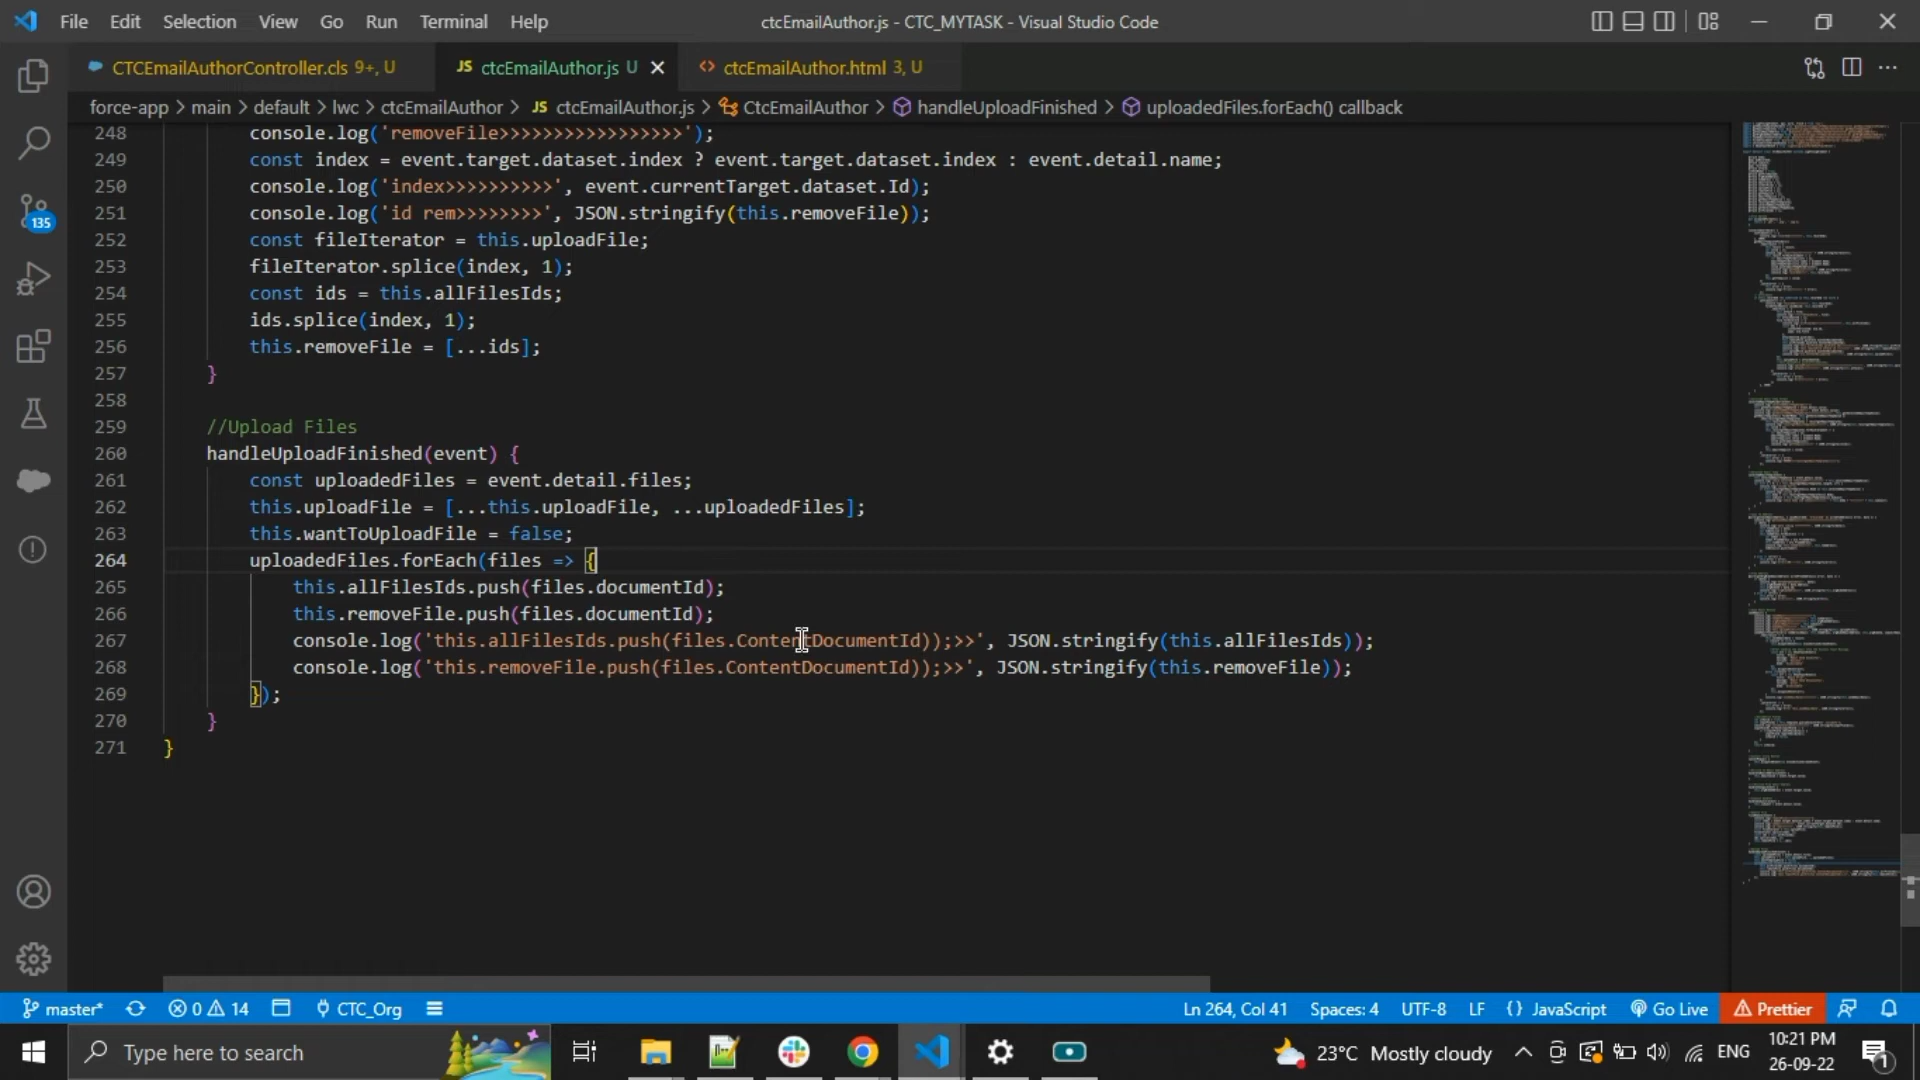 File Edit Selection View Go Run Terminal Help ctcEmailAuthor.js - CTC_MYTASK - Visual Studio Code
CTCEmailAuthorController.cls 9+, U JS ctcEmailAuthor.js U ctcEmailAuthor.html 3, U
force-app > main > default > lwc > ctcEmailAuthor > JS ctcEmailAuthor.js > CtcEmailAuthor > handleUploadFinished > uploadedFiles.forEach() callback
248 console.log('removeFile>>>>>>>>>>>>>>>>>');
249 const index = event.target.dataset.index ? event.target.dataset.index : event.detail.name;
250 console.log('index>>>>>>>>>>', event.currentTarget.dataset.Id);
251 console.log('id rem>>>>>>>>', JSON.stringify(this.removeFile));
252 const fileIterator = this.uploadFile;
253 fileIterator.splice(index, 1);
254 const ids = this.allFilesIds;
255 ids.splice(index, 1);
256 this.removeFile = [...ids];
257 }
258
259 //Upload Files
260 handleUploadFinished(event) {
261 const uploadedFiles = event.detail.files;
262 this.uploadFile = [...this.uploadFile, ...uploadedFiles];
263 this.wantToUploadFile = false;
264 uploadedFiles.forEach(files => {
265 this.allFilesIds.push(files.documentId);
266 this.removeFile.push(files.documentId);
267 console.log('this.allFilesIds.push(files.ContentDocumentId));>>', JSON.stringify(this.allFilesIds));
268 console.log('this.removeFile.push(files.ContentDocumentId));>>', JSON.stringify(this.removeFile));
269 });
270 }
271 }
135
master* 0 14 CTC_Org Ln 264, Col 41 Spaces: 4 UTF-8 LF {} JavaScript Go Live Prettier
Type here to search 23°C Mostly cloudy ENG 10:21 PM
26-09-22 1